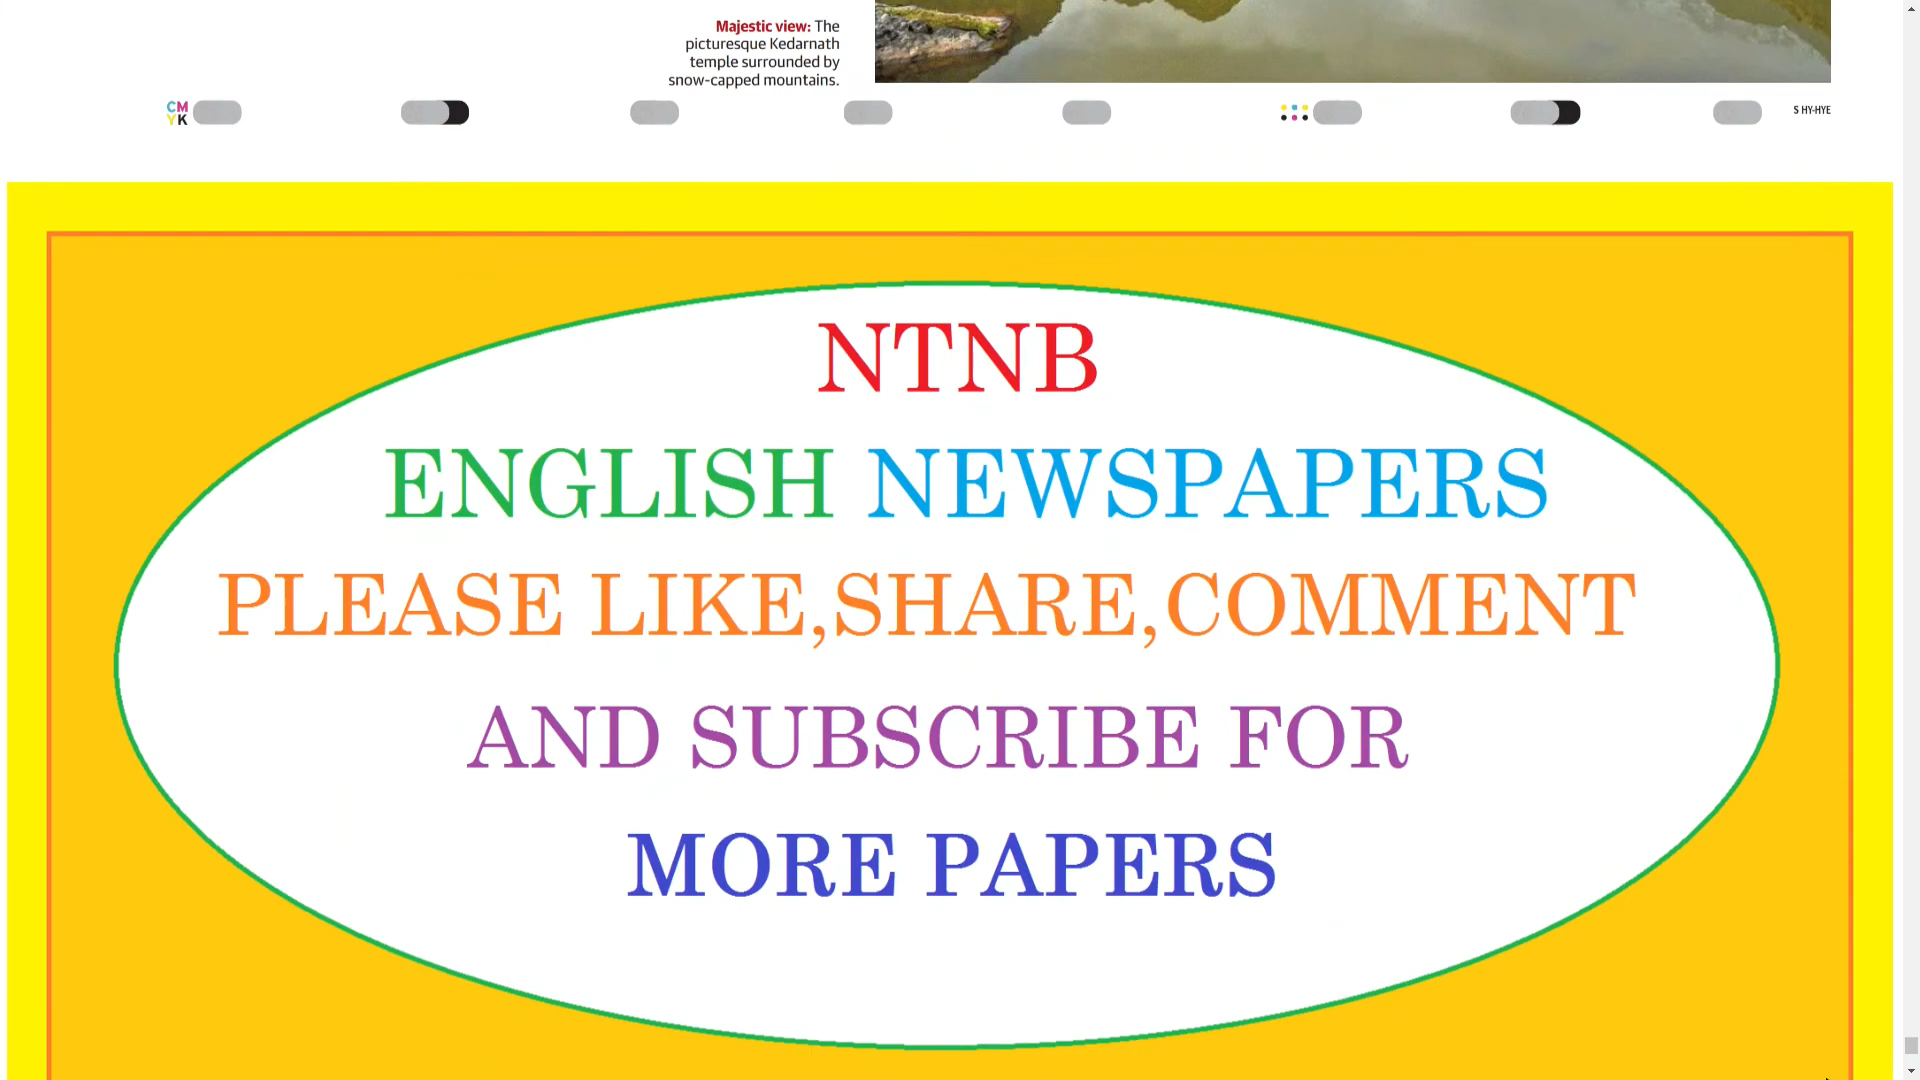 Majestic view: The
picturesque Kedarnath
temple surrounded by
snow-capped mountains.
CM
YK
S HY-HYE
NTNB
ENGLISH NEWSPAPERS
PLEASE LIKE,SHARE,COMMENT
AND SUBSCRIBE FOR
MORE PAPERS